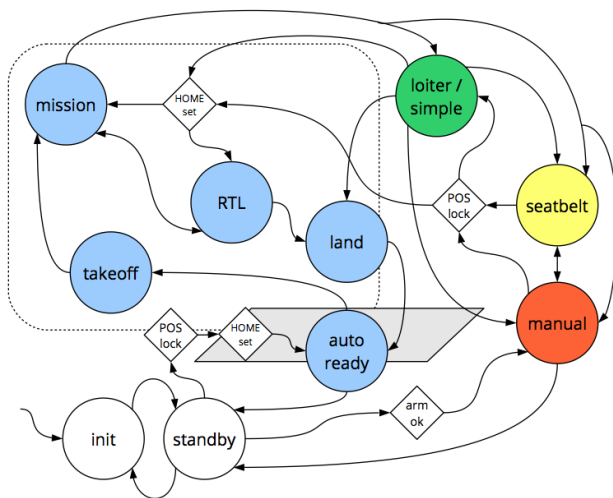 loiter /
simple
mission
HOME
set
RTL
POS
lock
seatbelt
land
takeoff
POS
lock
HOME
set
auto
ready
manual
arm
ok
init
standby